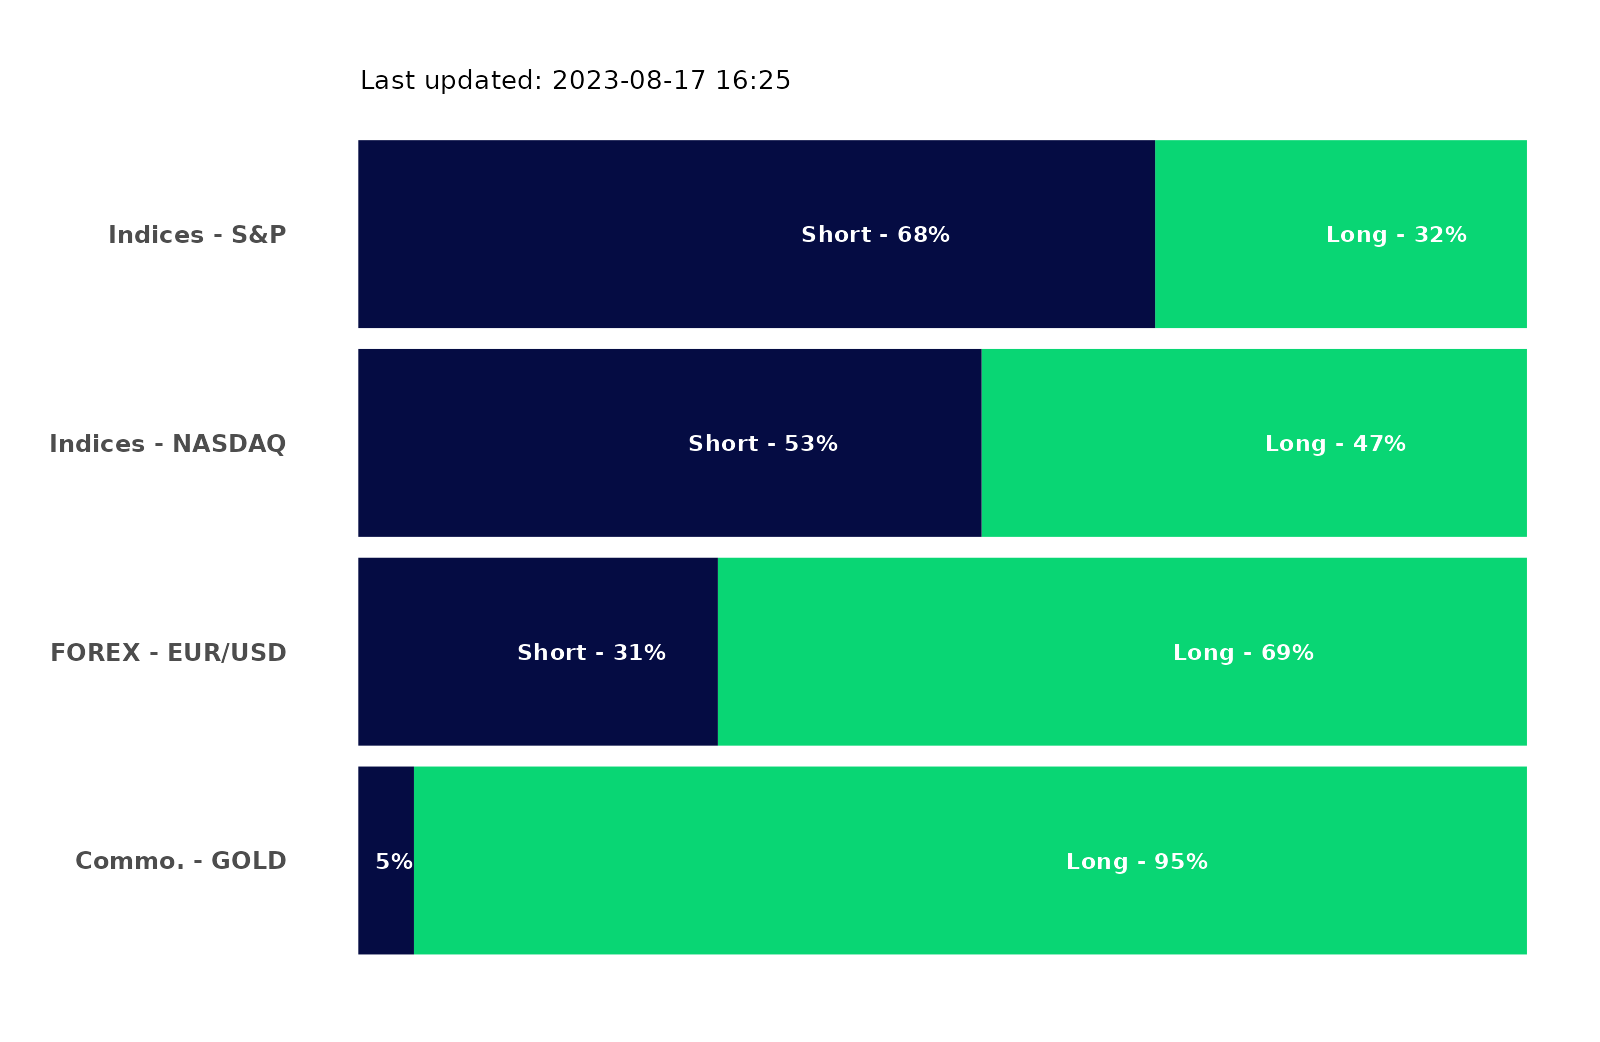 Last updated: 2023-08-17 16:25
Indices - S&P
Short - 68%
Long - 32%
Indices - NASDAQ
Short - 53%
Long - 47%
FOREX - EUR/USD
Short - 31%
Long - 69%
Commo. - GOLD
5%
Long - 95%